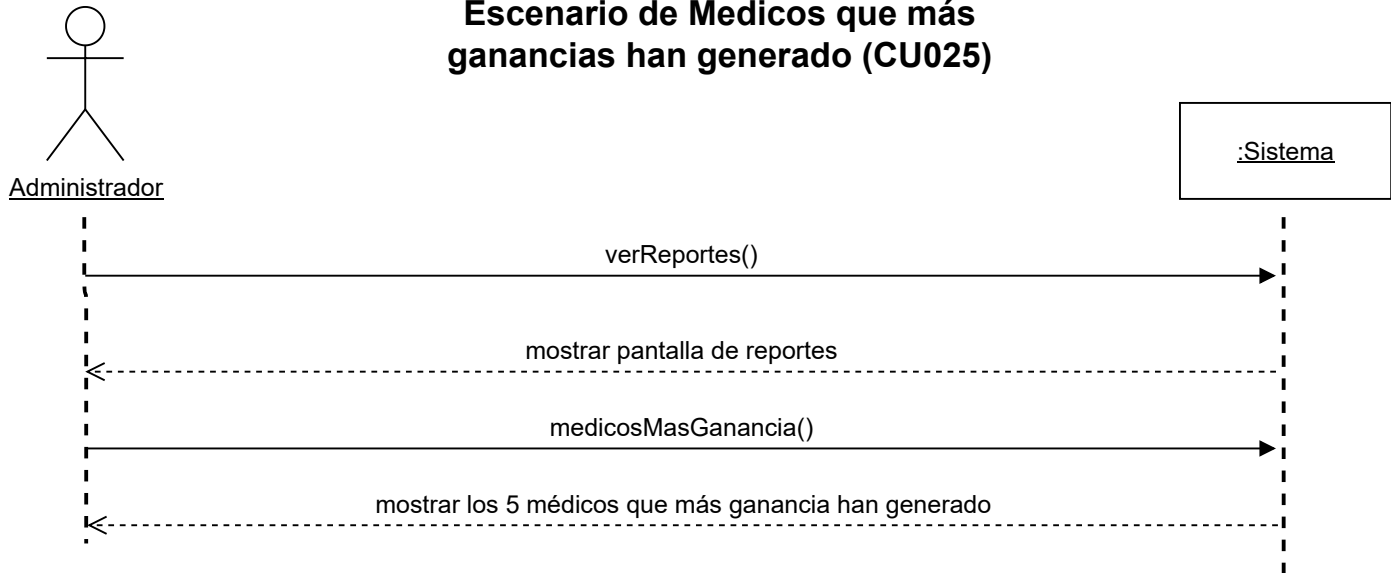 Escenario de Medicos que más
ganancias han generado (CU025)
:Sistema
Administrador
verReportes()
mostrar pantalla de reportes
medicosMasGanancia()
mostrar los 5 médicos que más ganancia han generado